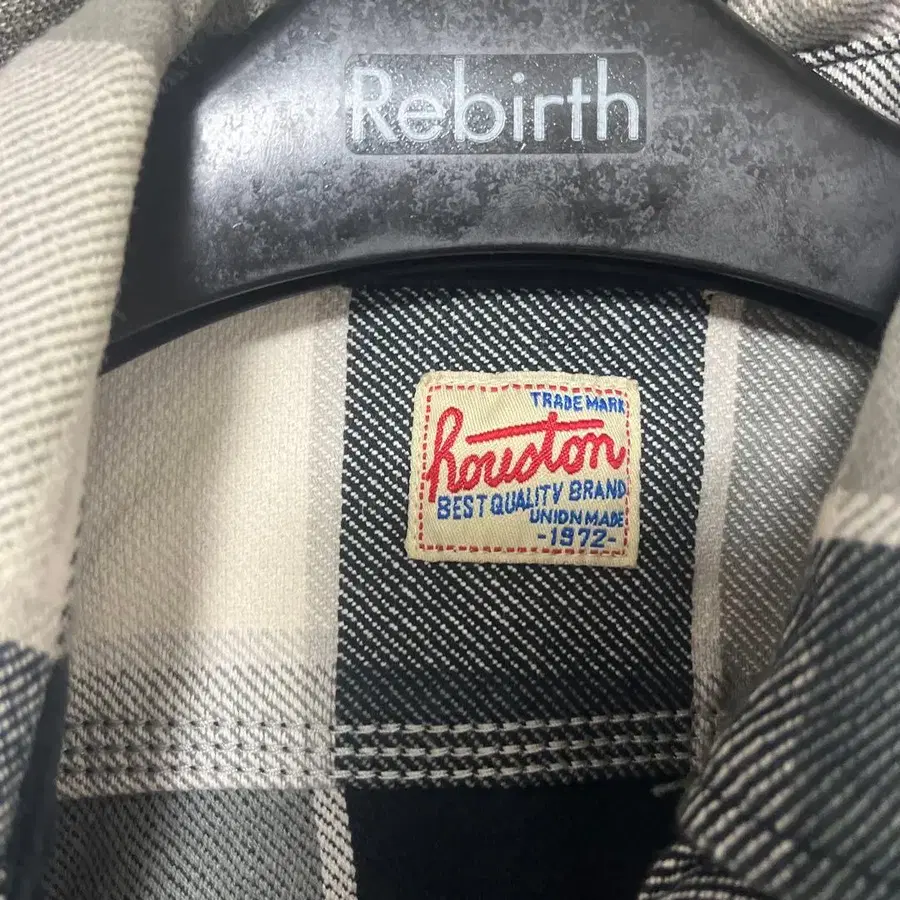 Rebirth
TRADE MARK
Houston
BEST QUALITY BRAND
UNION MADE
-1972-